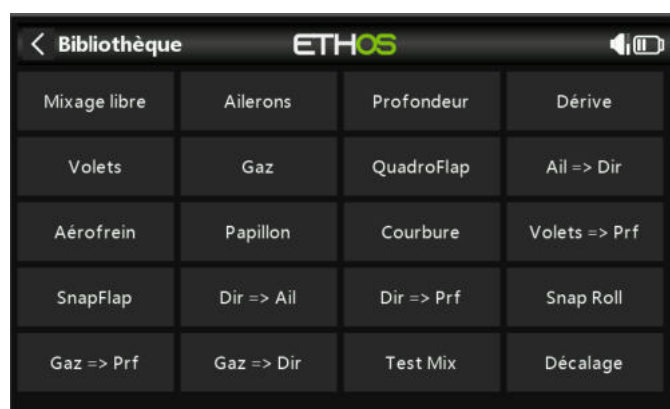 Bibliothèque ETHOS
Mixage libre Ailerons Profondeur Dérive
Volets Gaz QuadroFlap Ail => Dir
Aérofrein Papillon Courbure Volets => Prf
SnapFlap Dir => Ail Dir => Prf Snap Roll
Gaz => Prf Gaz => Dir Test Mix Décalage